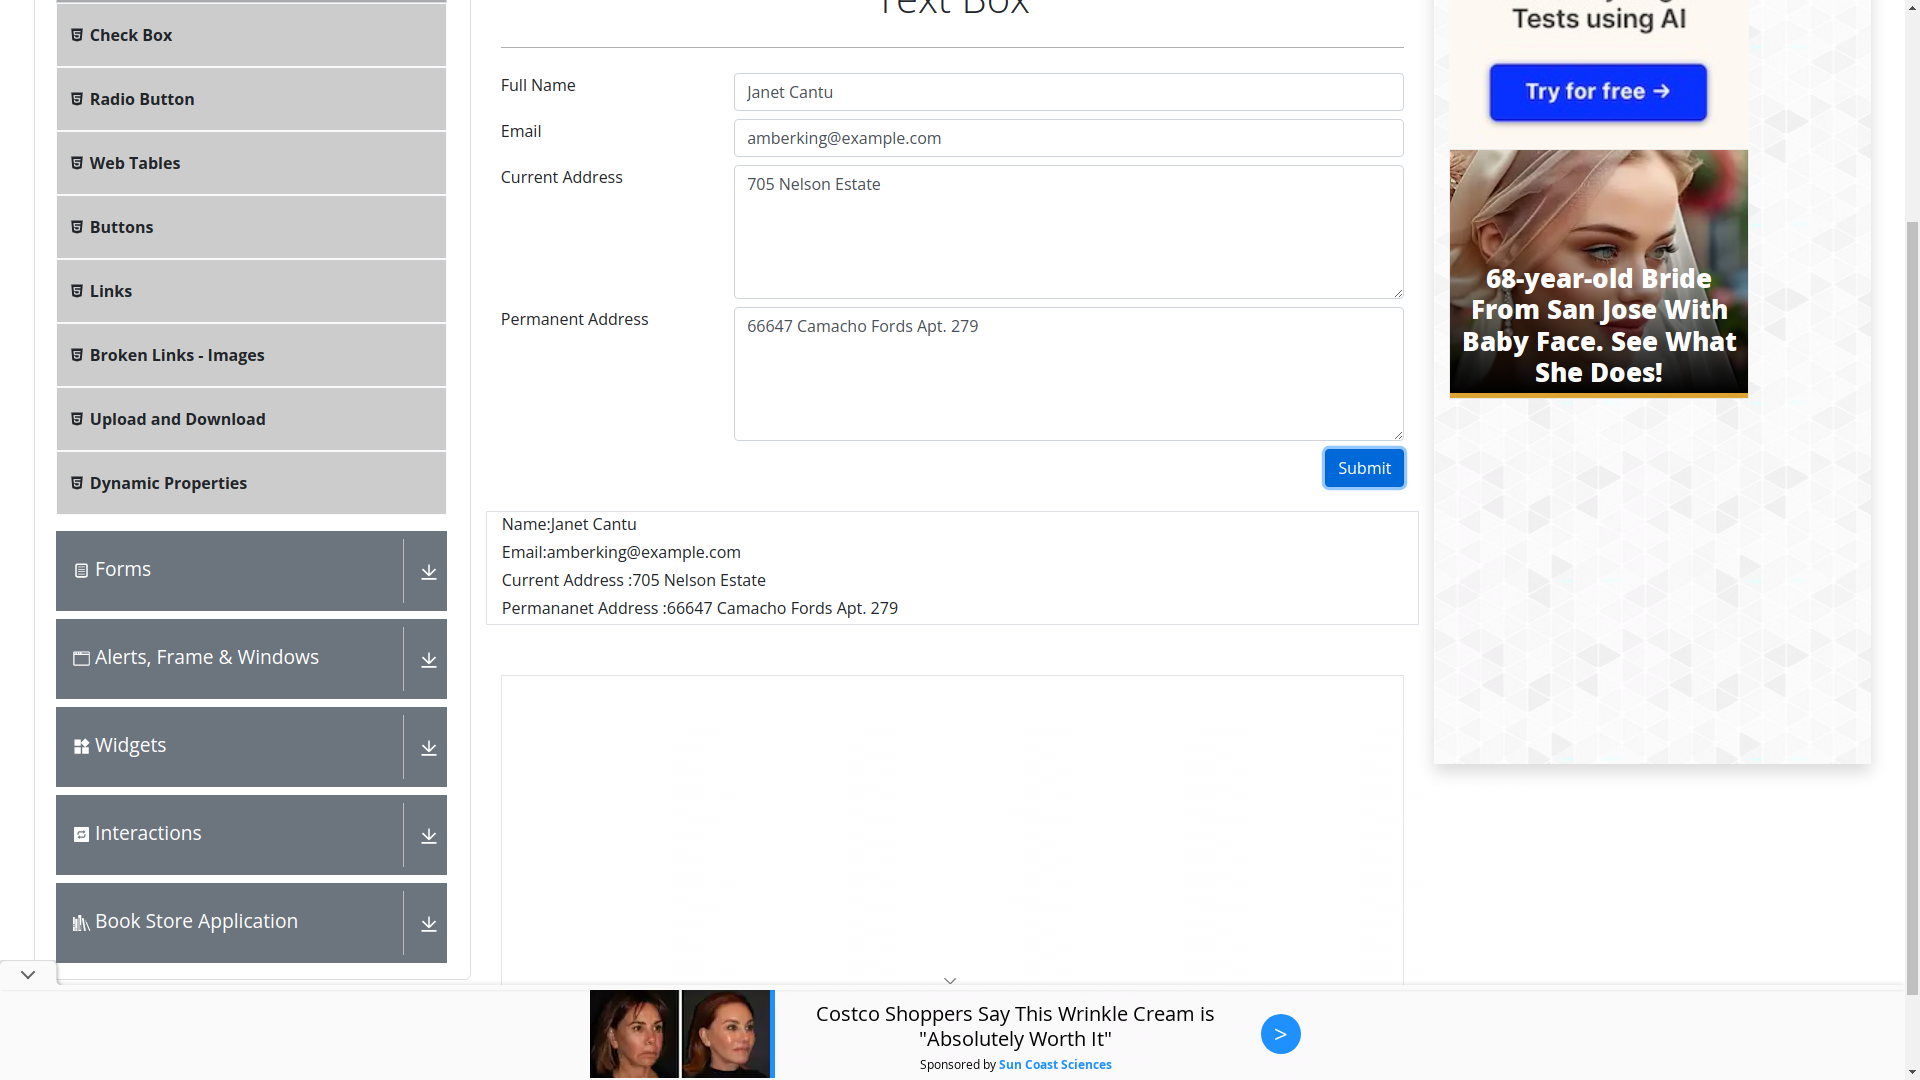 Text Box
Tests using AI
Try for free →
Check Box
Radio Button
Web Tables
Buttons
Links
Broken Links - Images
Upload and Download
Dynamic Properties
Forms
Alerts, Frame & Windows
Widgets
Interactions
Book Store Application
Full Name
Janet Cantu
Email
amberking@example.com
Current Address
705 Nelson Estate
Permanent Address
66647 Camacho Fords Apt. 279
Submit
Name:Janet Cantu
Email:amberking@example.com
Current Address :705 Nelson Estate
Permananet Address :66647 Camacho Fords Apt. 279
68-year-old Bride
From San Jose With
Baby Face. See What
She Does!
Costco Shoppers Say This Wrinkle Cream is
"Absolutely Worth It"
Sponsored by Sun Coast Sciences
>